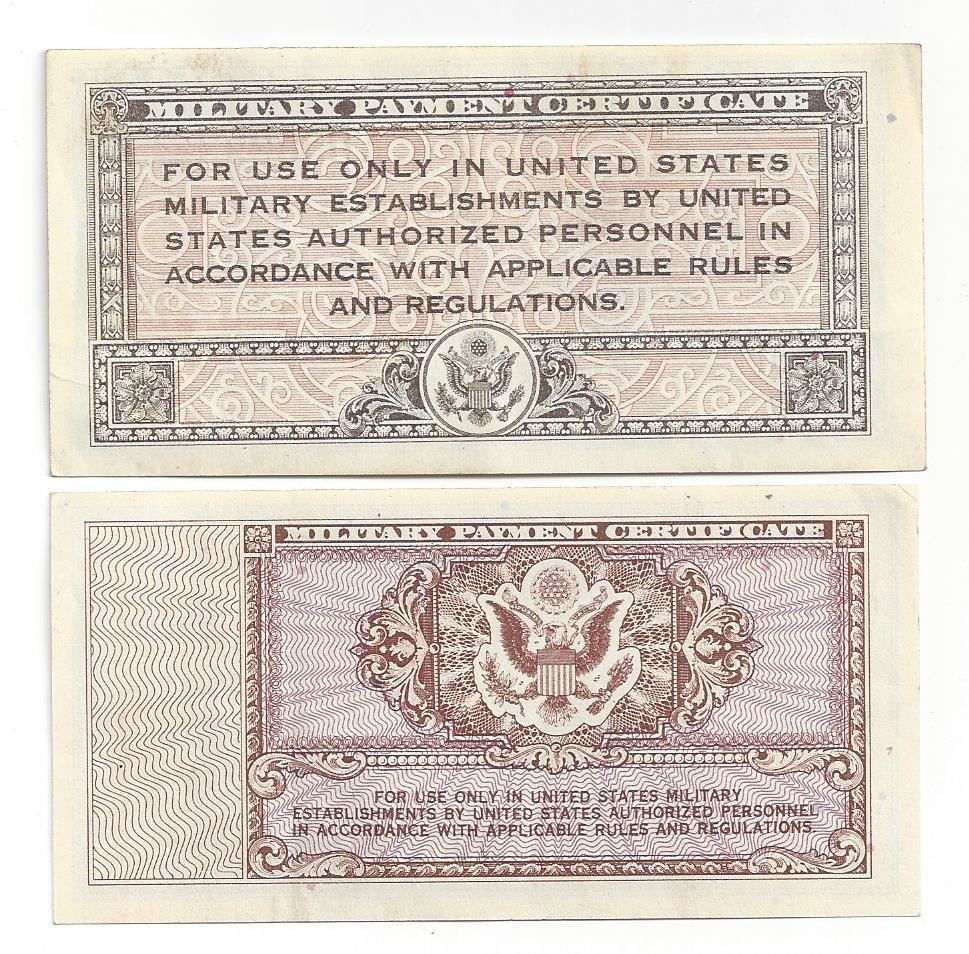 MILITARY PAYMENT CERTIFICATE
FOR USE ONLY IN UNITED STATES
MILITARY ESTABLISHMENTS BY UNITED
STATES AUTHORIZED PERSONNEL IN
ACCORDANCE WITH APPLICABLE RULES
AND REGULATIONS.
MILITARY PAYMENT CERTIFICATE
FOR USE ONLY IN UNITED STATES MILITARY
ESTABLISHMENTS BY UNITED STATES AUTHORIZED PERSONNEL
IN ACCORDANCE WITH APPLICABLE RULES AND REGULATIONS.